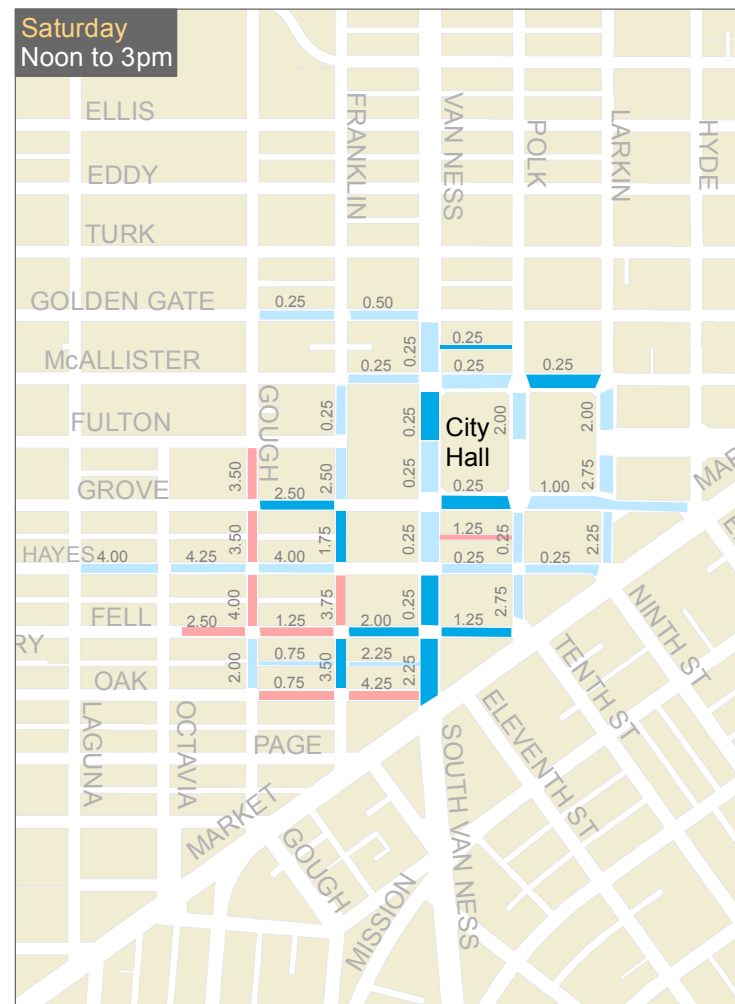 Saturday
Noon to 3pm
ELLIS
EDDY
TURK
FRANKLIN
VAN NESS
POLK
LARKIN
HYDE
GOLDEN GATE
0.25
0.50
McALLISTER
0.25
0.25
0.25
0.25
0.25
FULTON
GOUGH
0.25
0.25
City
Hall
2.00
2.00
GROVE
3.50
2.50
2.50
0.25
0.25
1.00
2.75
MAR
HAYES
4.00
4.25
3.50
4.00
1.75
0.25
1.25
0.25
0.25
0.25
2.25
E
FELL
2.50
4.00
1.25
3.75
2.00
0.25
1.25
2.75
NINTH ST
RY
OAK
2.00
0.75
0.75
3.50
2.25
4.25
2.25
TENTH ST
LAGUNA
OCTAVIA
PAGE
ELEVENTH ST
MARKET
GOUGH
MISSION
SOUTH VAN NESS